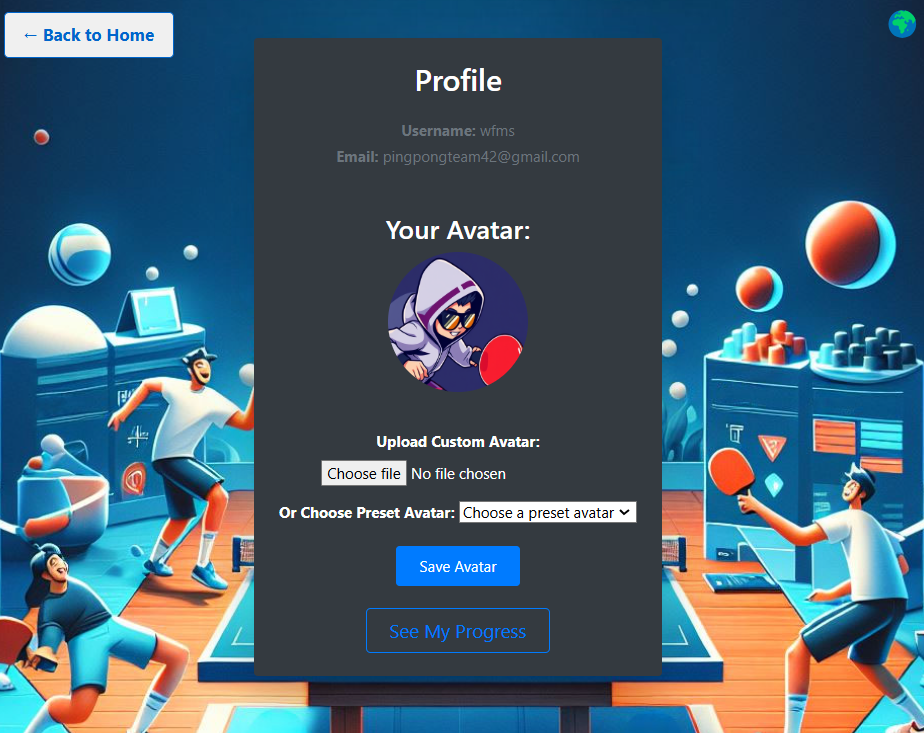 ← Back to Home
Profile
Username: wfms
Email: pingpongteam42@gmail.com
Your Avatar:
Upload Custom Avatar:
Choose file No file chosen
Or Choose Preset Avatar: Choose a preset avatar
Save Avatar
See My Progress